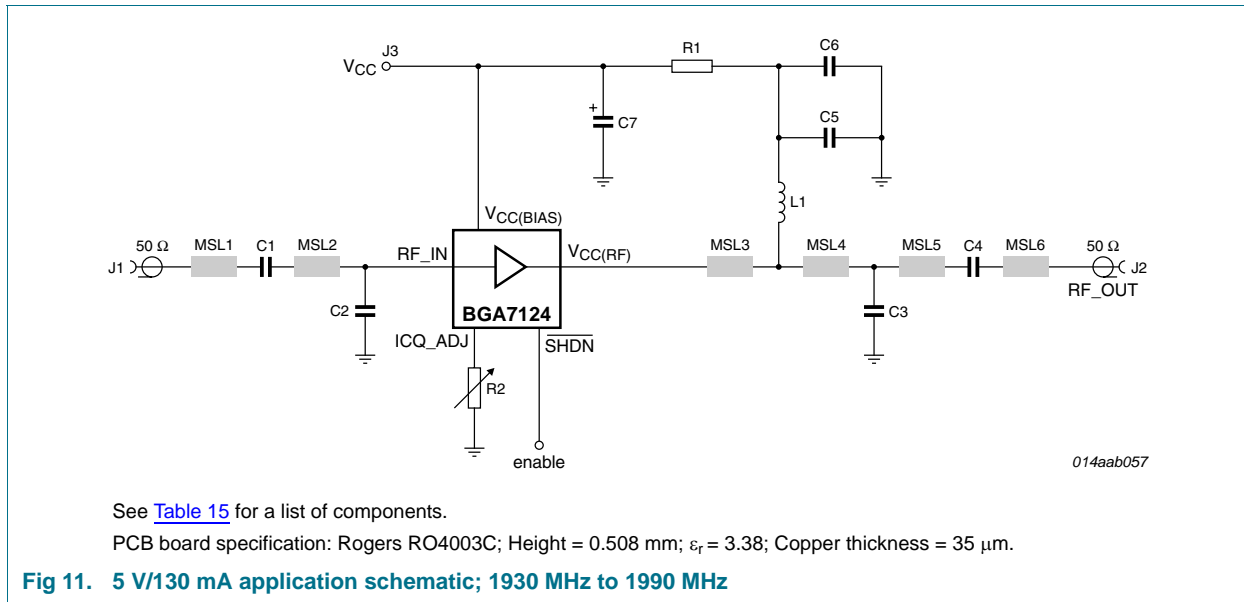 J3
VCC
R1
C6
C5
C7
L1
VCC(BIAS)
50 Ω
MSL1
C1
MSL2
RF_IN
VCC(RF)
MSL3
MSL4
MSL5
C4
MSL6
50 Ω
J1
J2
RF_OUT
C2
BGA7124
C3
ICQ_ADJ
SHDN
R2
enable
014aab057
See Table 15 for a list of components.
PCB board specification: Rogers RO4003C; Height = 0.508 mm; εr = 3.38; Copper thickness = 35 μm.
Fig 11. 5 V/130 mA application schematic; 1930 MHz to 1990 MHz